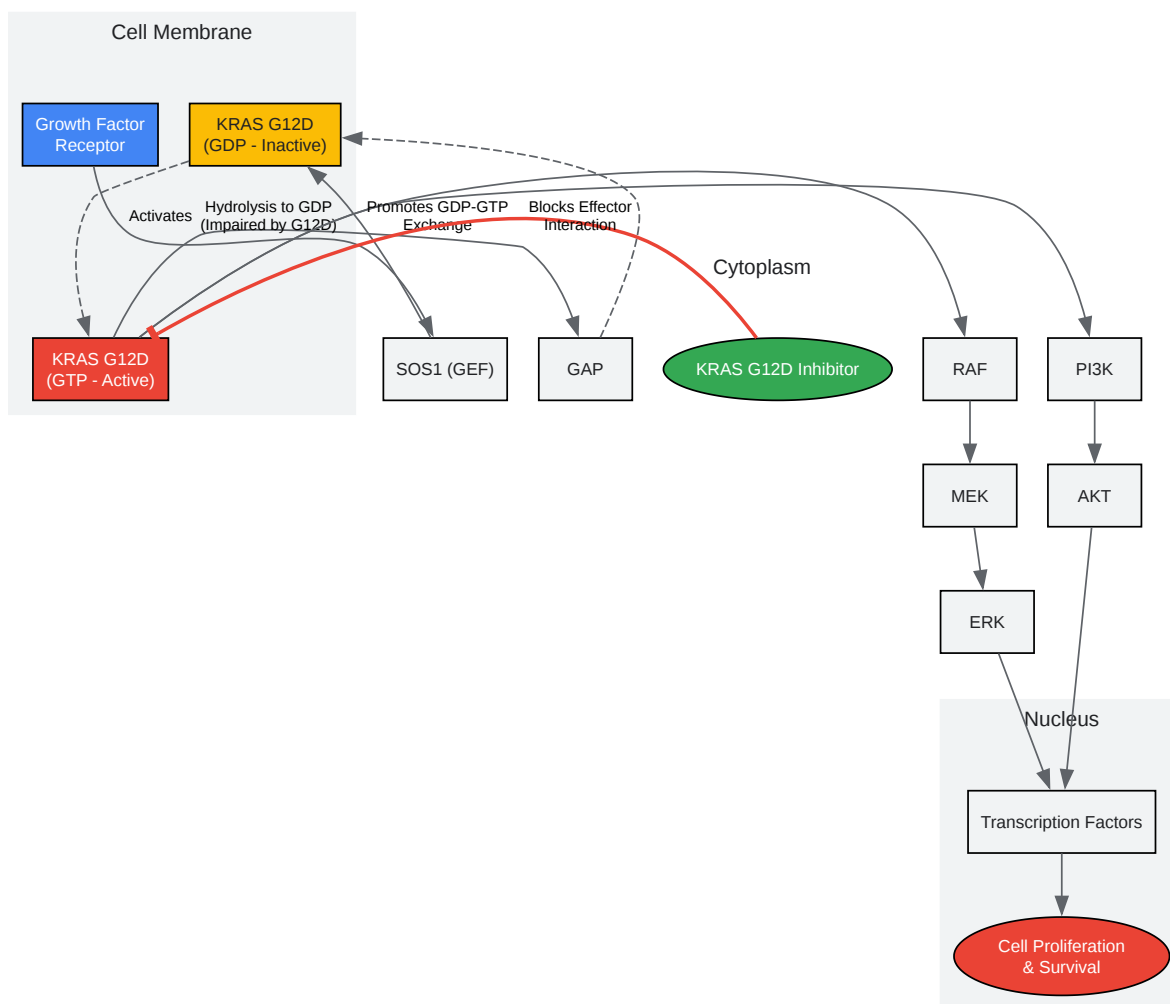 Cell Membrane
Growth Factor
Receptor
KRAS G12D
(GDP - Inactive)
Activates
Hydrolysis to GDP
(Impaired by G12D)
Promotes GDP-GTP
Exchange
Blocks Effector
Interaction
Cytoplasm
KRAS G12D
(GTP - Active)
SOS1 (GEF)
GAP
KRAS G12D Inhibitor
RAF
PI3K
MEK
AKT
ERK
Nucleus
Transcription Factors
Cell Proliferation
& Survival